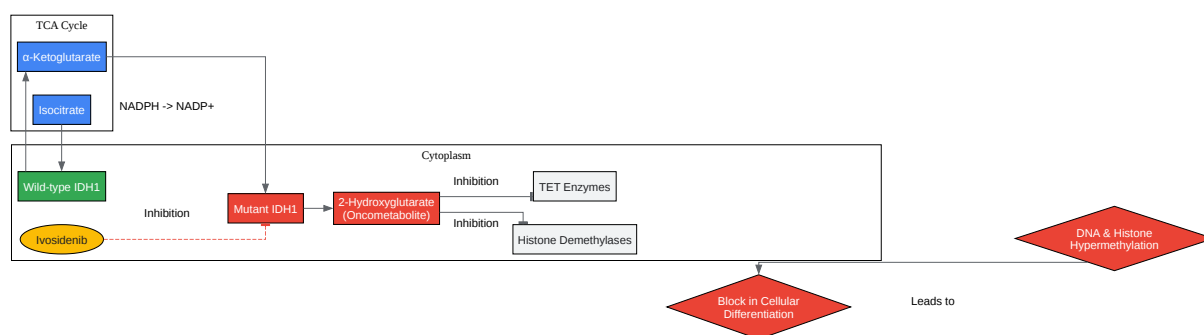 TCA Cycle
α-Ketoglutarate
Isocitrate
NADPH -> NADP+
Cytoplasm
Wild-type IDH1
Inhibition
Mutant IDH1
2-Hydroxyglutarate
(Oncometabolite)
Inhibition
TET Enzymes
Inhibition
Histone Demethylases
Ivosidenib
DNA & Histone
Hypermethylation
Block in Cellular
Differentiation
Leads to